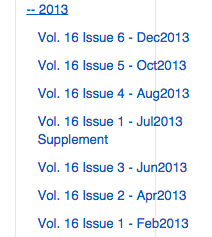 -- 2013
Vol. 16 Issue 6 - Dec2013
Vol. 16 Issue 5 - Oct2013
Vol. 16 Issue 4 - Aug2013
Vol. 16 Issue 1 - Jul2013
Supplement
Vol. 16 Issue 3 - Jun2013
Vol. 16 Issue 2 - Apr2013
Vol. 16 Issue 1 - Feb2013